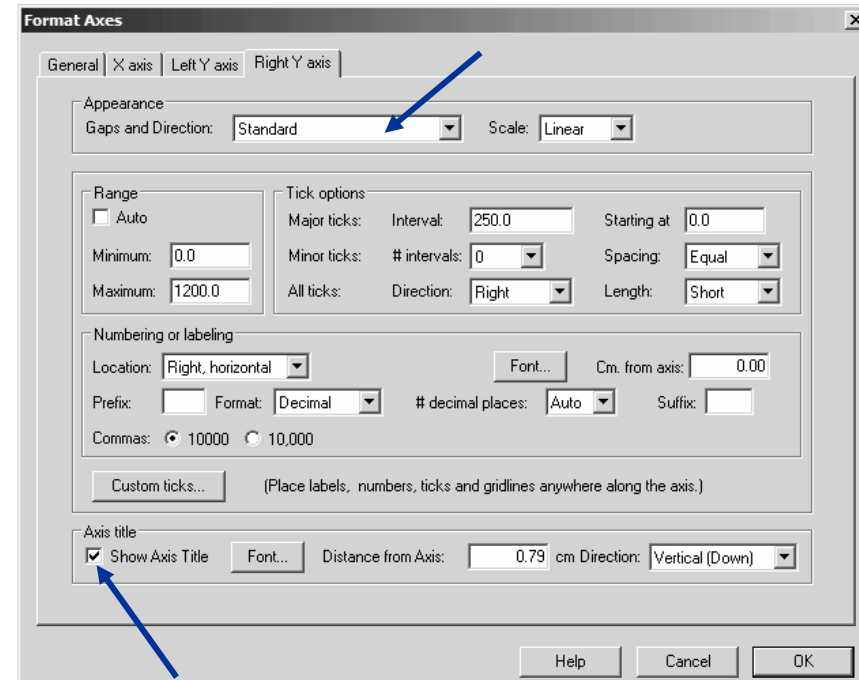 Format Axes
General X axis Left Y axis Right Y axis
Appearance
Gaps and Direction: Standard Scale: Linear
Range Tick options
Auto Major ticks: Interval: 250.0 Starting at 0.0
Minimum: 0.0 Minor ticks: # intervals: 0 Spacing: Equal
Maximum: 1200.0 All ticks: Direction: Right Length: Short
Numbering or labeling
Location: Right, horizontal Font... Cm. from axis: 0.00
Prefix: Format: Decimal # decimal places: Auto Suffix:
Commas: 10000 10,000
Custom ticks... (Place labels, numbers, ticks and gridlines anywhere along the axis.)
Axis title
Show Axis Title Font... Distance from Axis: 0.79 cm Direction: Vertical (Down)
Help Cancel OK